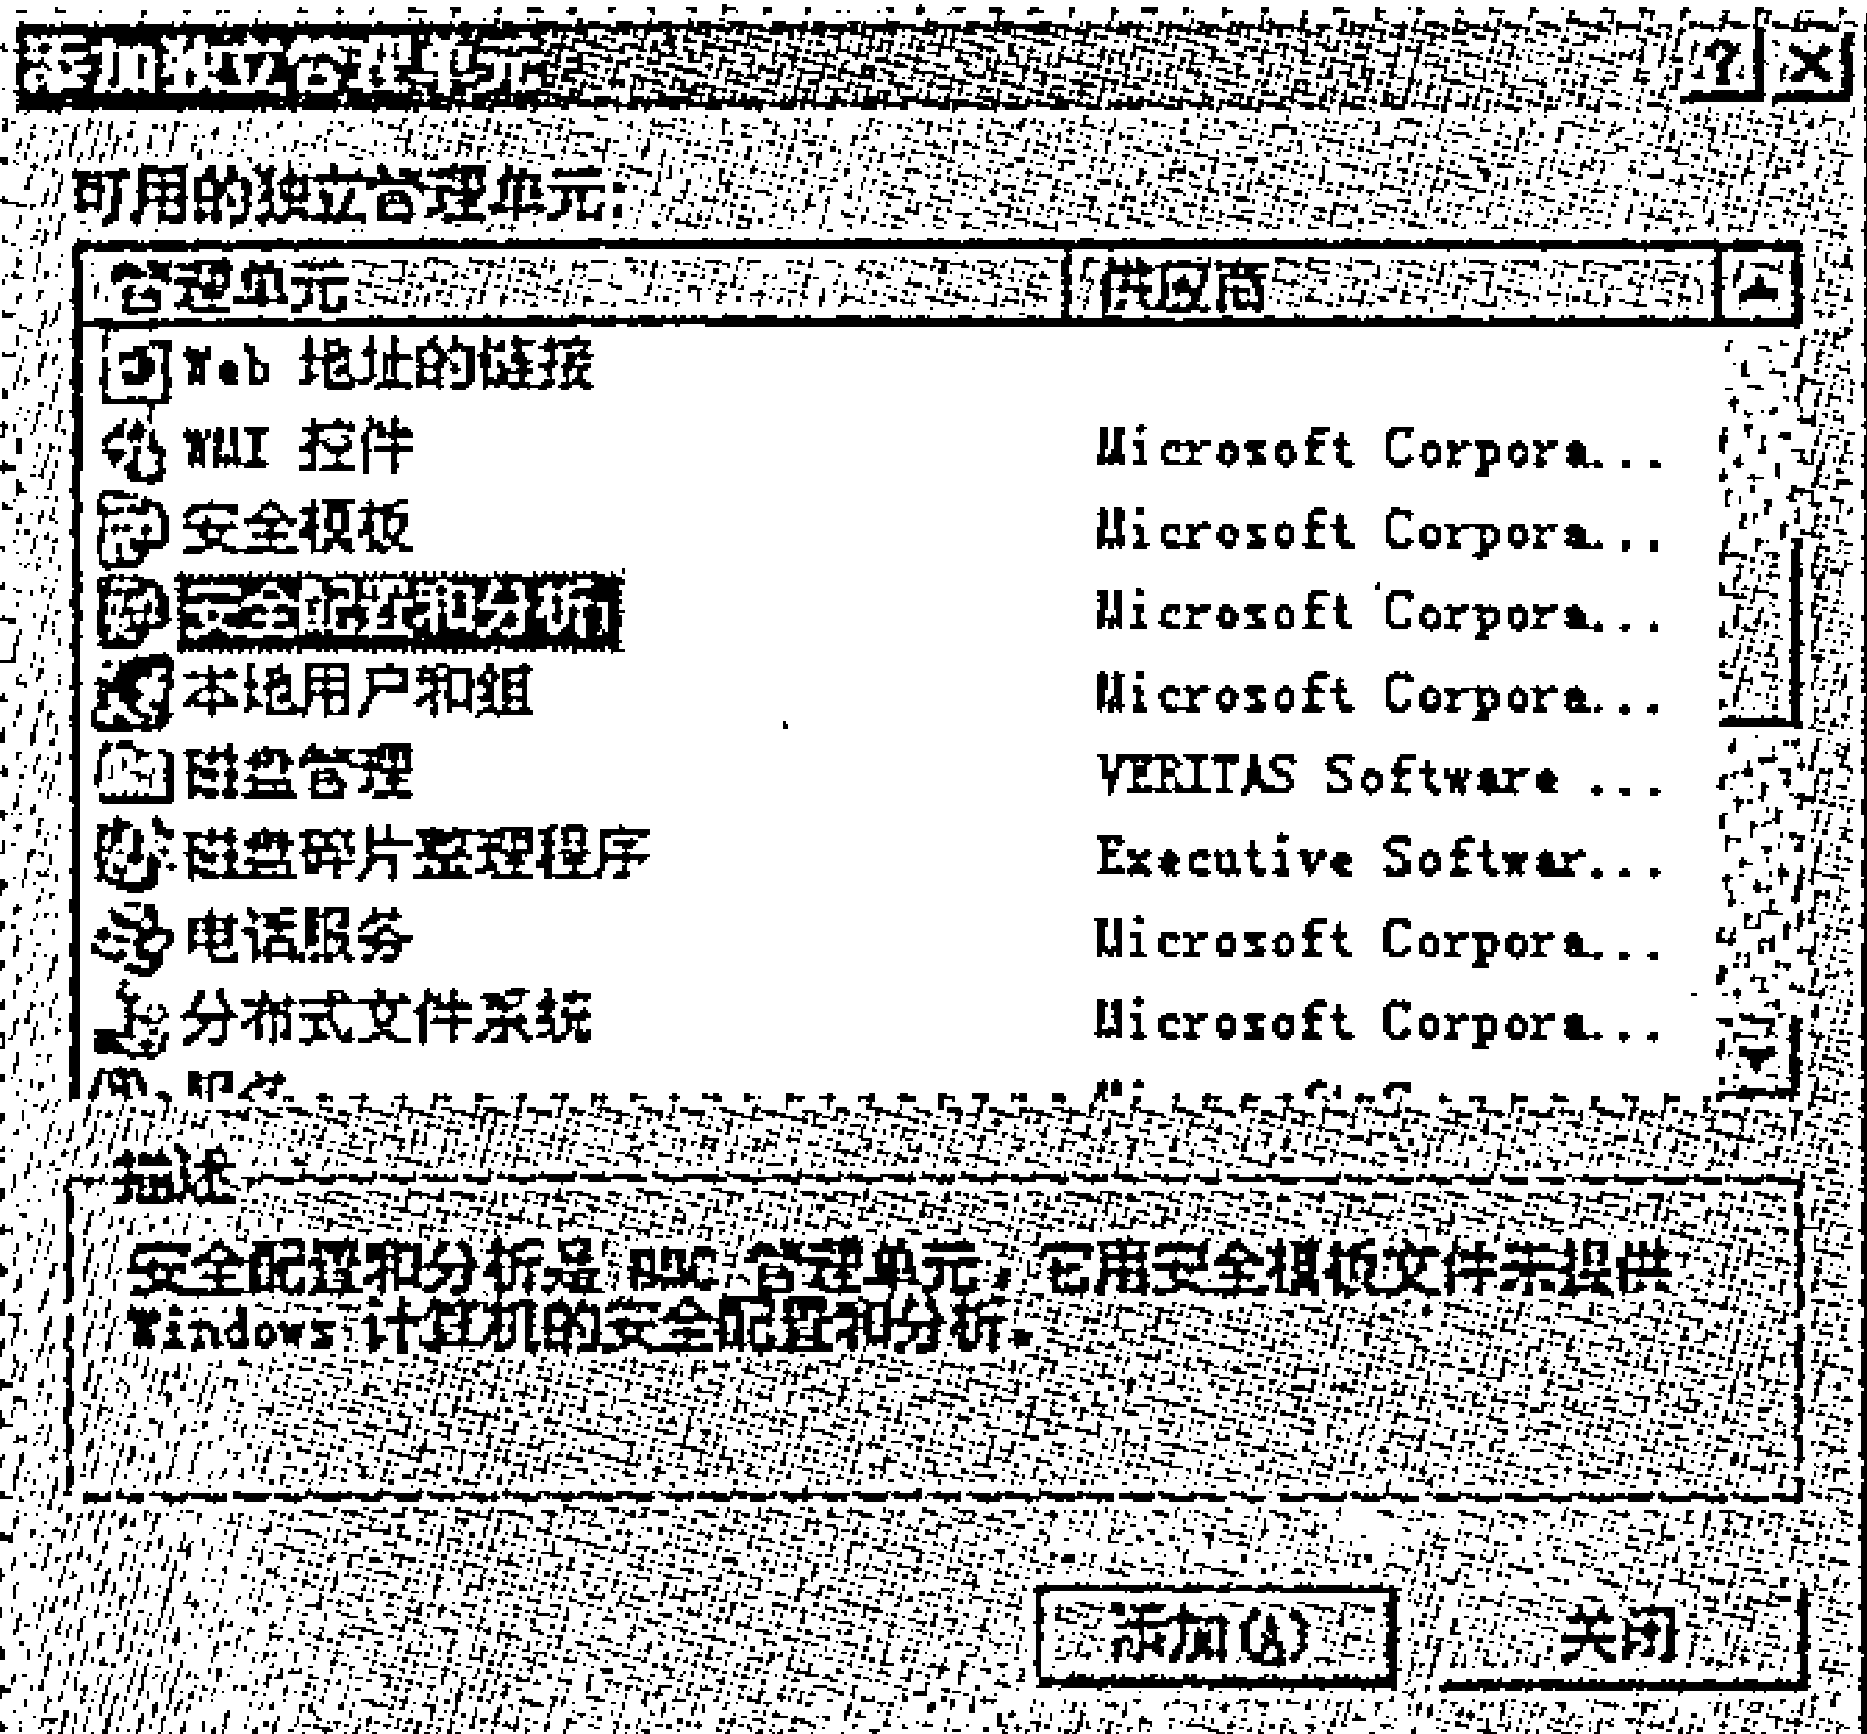 添加独立管理单元
? ×
可用的独立管理单元:
管理单元 供应商
Web 地址的链接
WMI 控件 Microsoft Corpora...
安全模板 Microsoft Corpora...
安全配置和分析 Microsoft Corpora...
本地用户和组 Microsoft Corpora...
磁盘管理 VERITAS Software ...
磁盘碎片整理程序 Executive Softwar...
电话服务 Microsoft Corpora...
分布式文件系统 Microsoft Corpora...
描述
安全配置和分析是 MMC 管理单元，它用安全模板文件来提供
Windows 计算机的安全配置和分析。
添加(A) 关闭